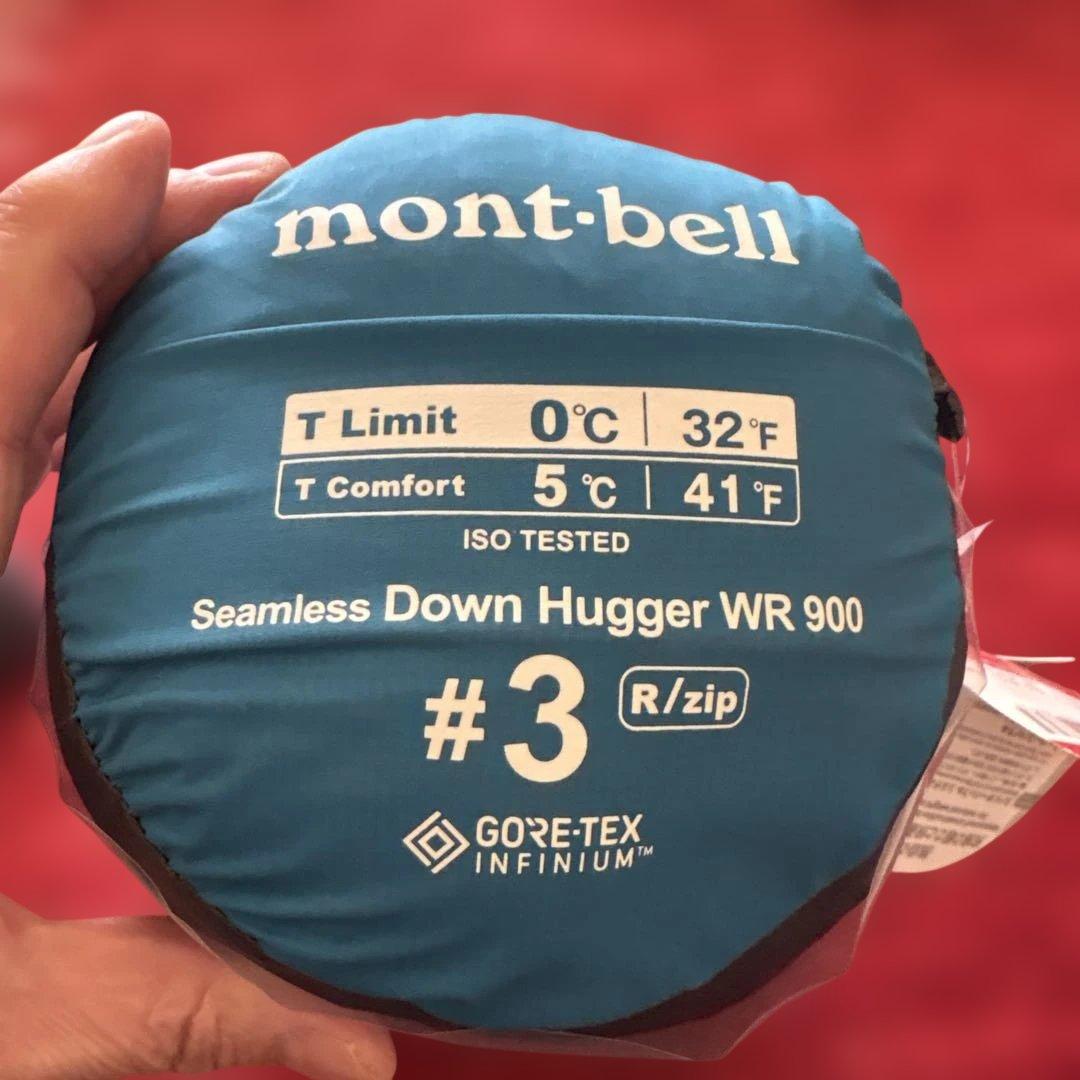 mont-bell
T Limit 0°C | 32°F
T Comfort 5°C | 41°F
ISO TESTED
Seamless Down Hugger WR 900
#3 R/zip
GORE-TEX
INFINIUM™